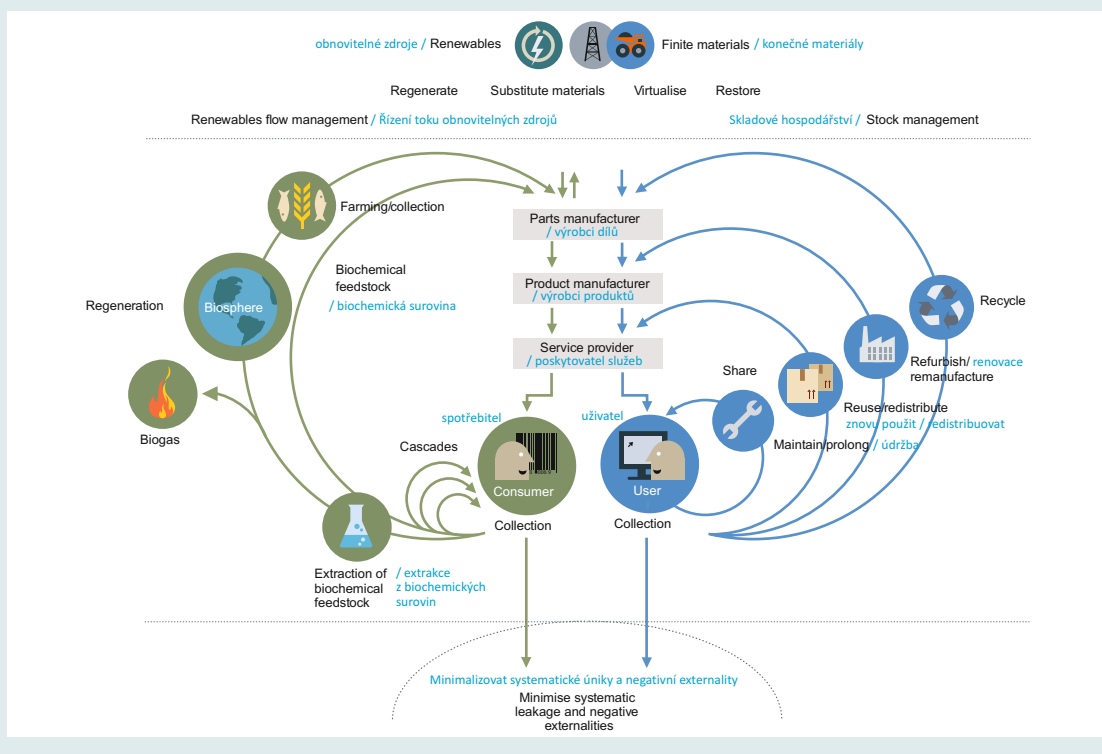 obnovitelné zdroje / Renewables
Finite materials / konečné materiály
Regenerate Substitute materials Virtualise Restore
Renewables flow management / Řízení toku obnovitelných zdrojů
Skladové hospodářství / Stock management
Farming/collection
Parts manufacturer
/ výrobci dílů
Biochemical
feedstock
/ biochemická surovina
Product manufacturer
/ výrobci produktů
Regeneration
Biosphere
Recycle
Service provider
/ poskytovatel služeb
Refurbish/ renovace
remanufacture
Share
Biogas
spotřebitel
uživatel
Reuse/redistribute
znovu použit / redistribuovat
Cascades
Maintain/prolong / údržba
Consumer
User
Collection
Collection
Extraction of
biochemical
feedstock
/ extrakce
z biochemických
surovin
Minimalizovat systematické úniky a negativní externality
Minimise systematic
leakage and negative
externalities